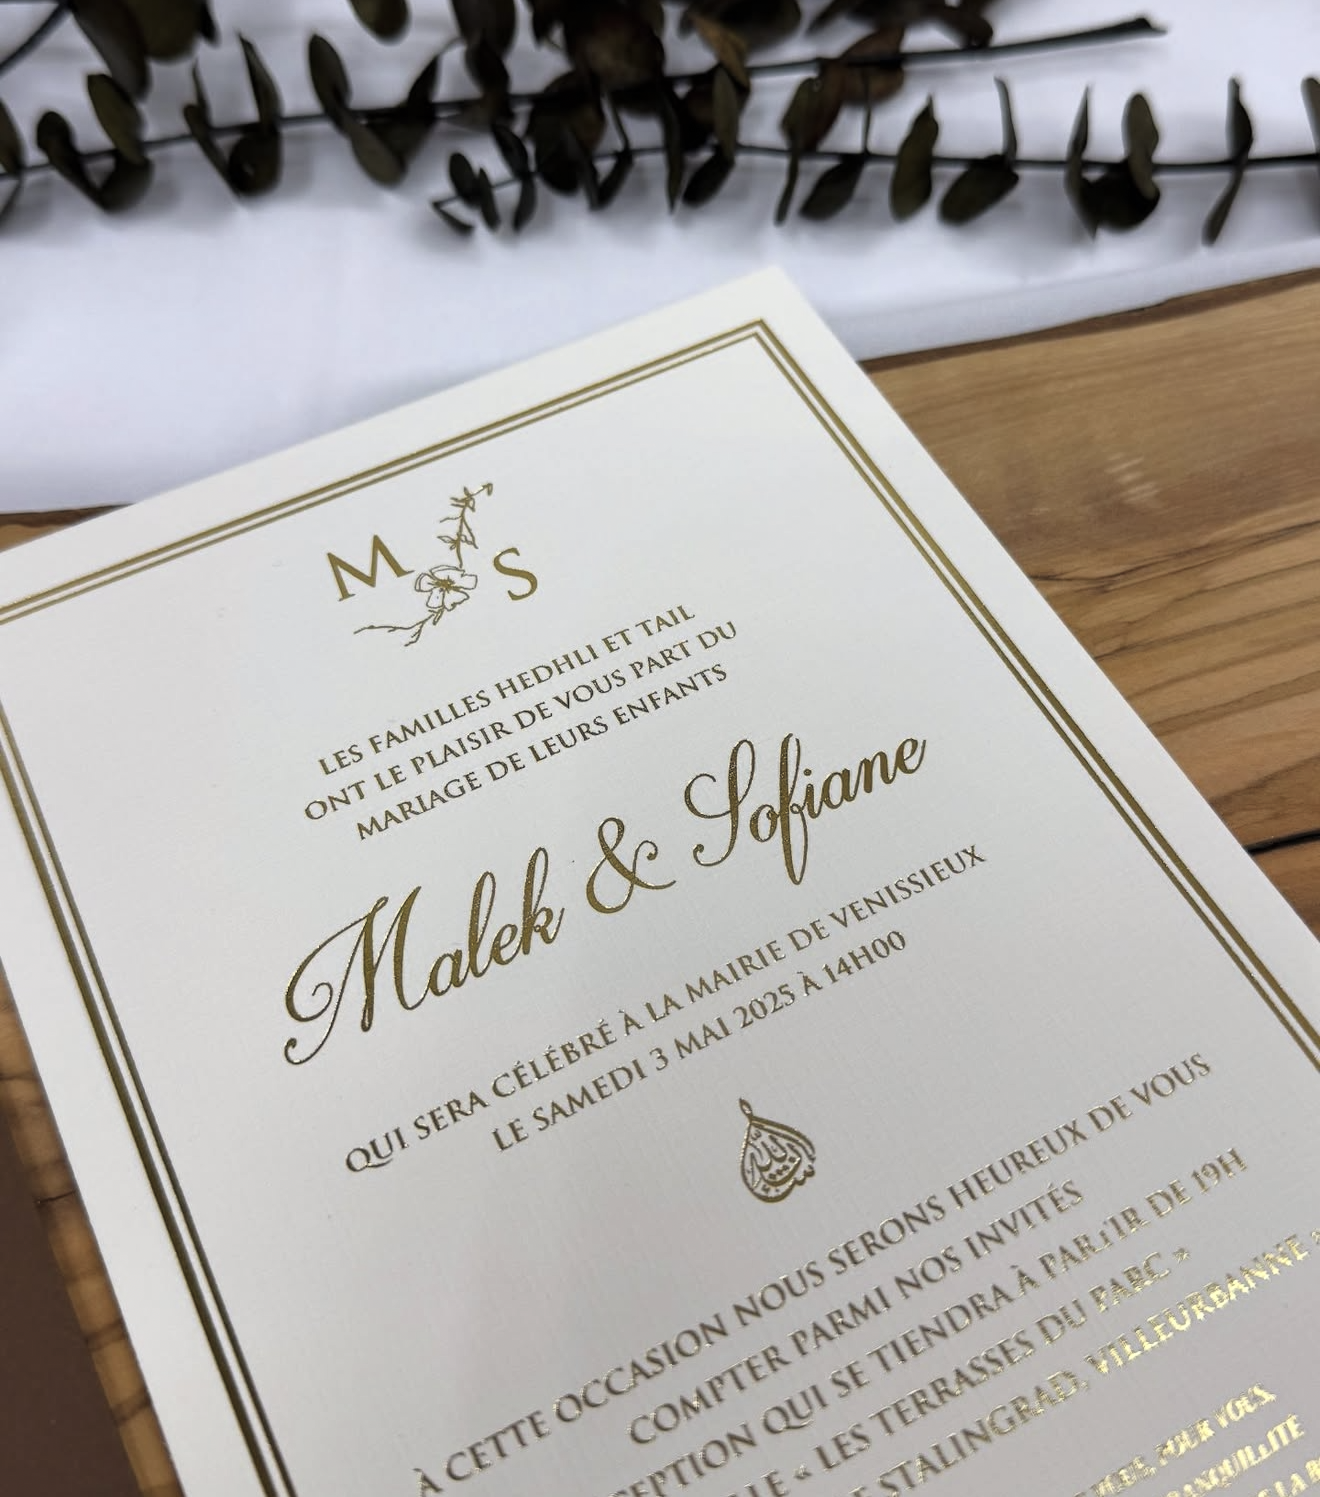 M S
LES FAMILLES HEDHLI ET TAIL
ONT LE PLAISIR DE VOUS PART DU
MARIAGE DE LEURS ENFANTS
Malek & Sofiane
QUI SERA CÉLÉBRÉ À LA MAIRIE DE VENISSIEUX
LE SAMEDI 3 MAI 2025 À 14H00
À CETTE OCCASION NOUS SERONS HEUREUX DE VOUS
COMPTER PARMI NOS INVITÉS
QUI SE TIENDRA À PARTIR DE 19H
« LES TERRASSES DU PARC »
STALINGRAD, VILLEURBANNE
POUR VOUS,